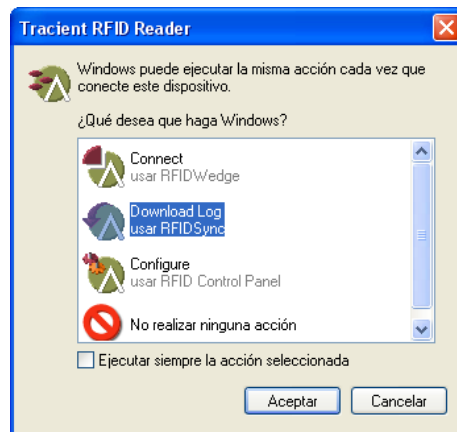 Tracient RFID Reader
Windows puede ejecutar la misma acción cada vez que
conecte este dispositivo.
¿Qué desea que haga Windows?
Connect
usar RFIDWedge
Download Log
usar RFIDSync
Configure
usar RFID Control Panel
No realizar ninguna acción
Ejecutar siempre la acción seleccionada
Aceptar
Cancelar